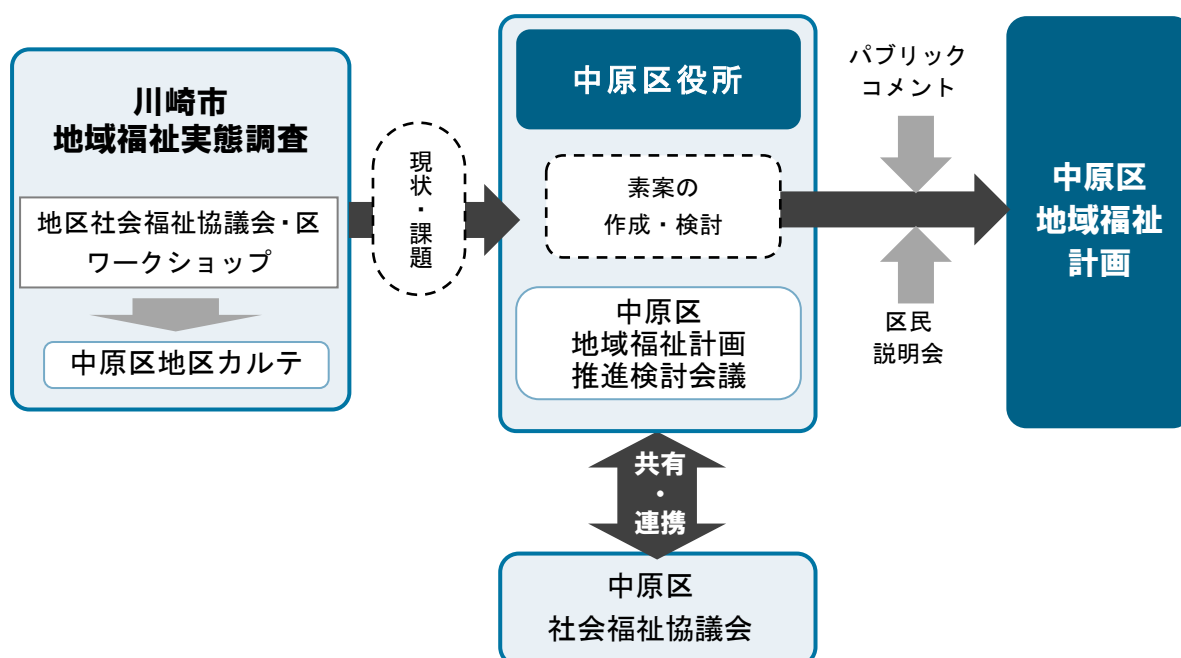 川崎市
地域福祉実態調査
地区社会福祉協議会・区
ワークショップ
中原区地区カルテ
現状・課題
中原区役所
素案の
作成・検討
中原区
地域福祉計画
推進検討会議
共有
・
連携
中原区
社会福祉協議会
パブリック
コメント
区民
説明会
中原区
地域福祉
計画